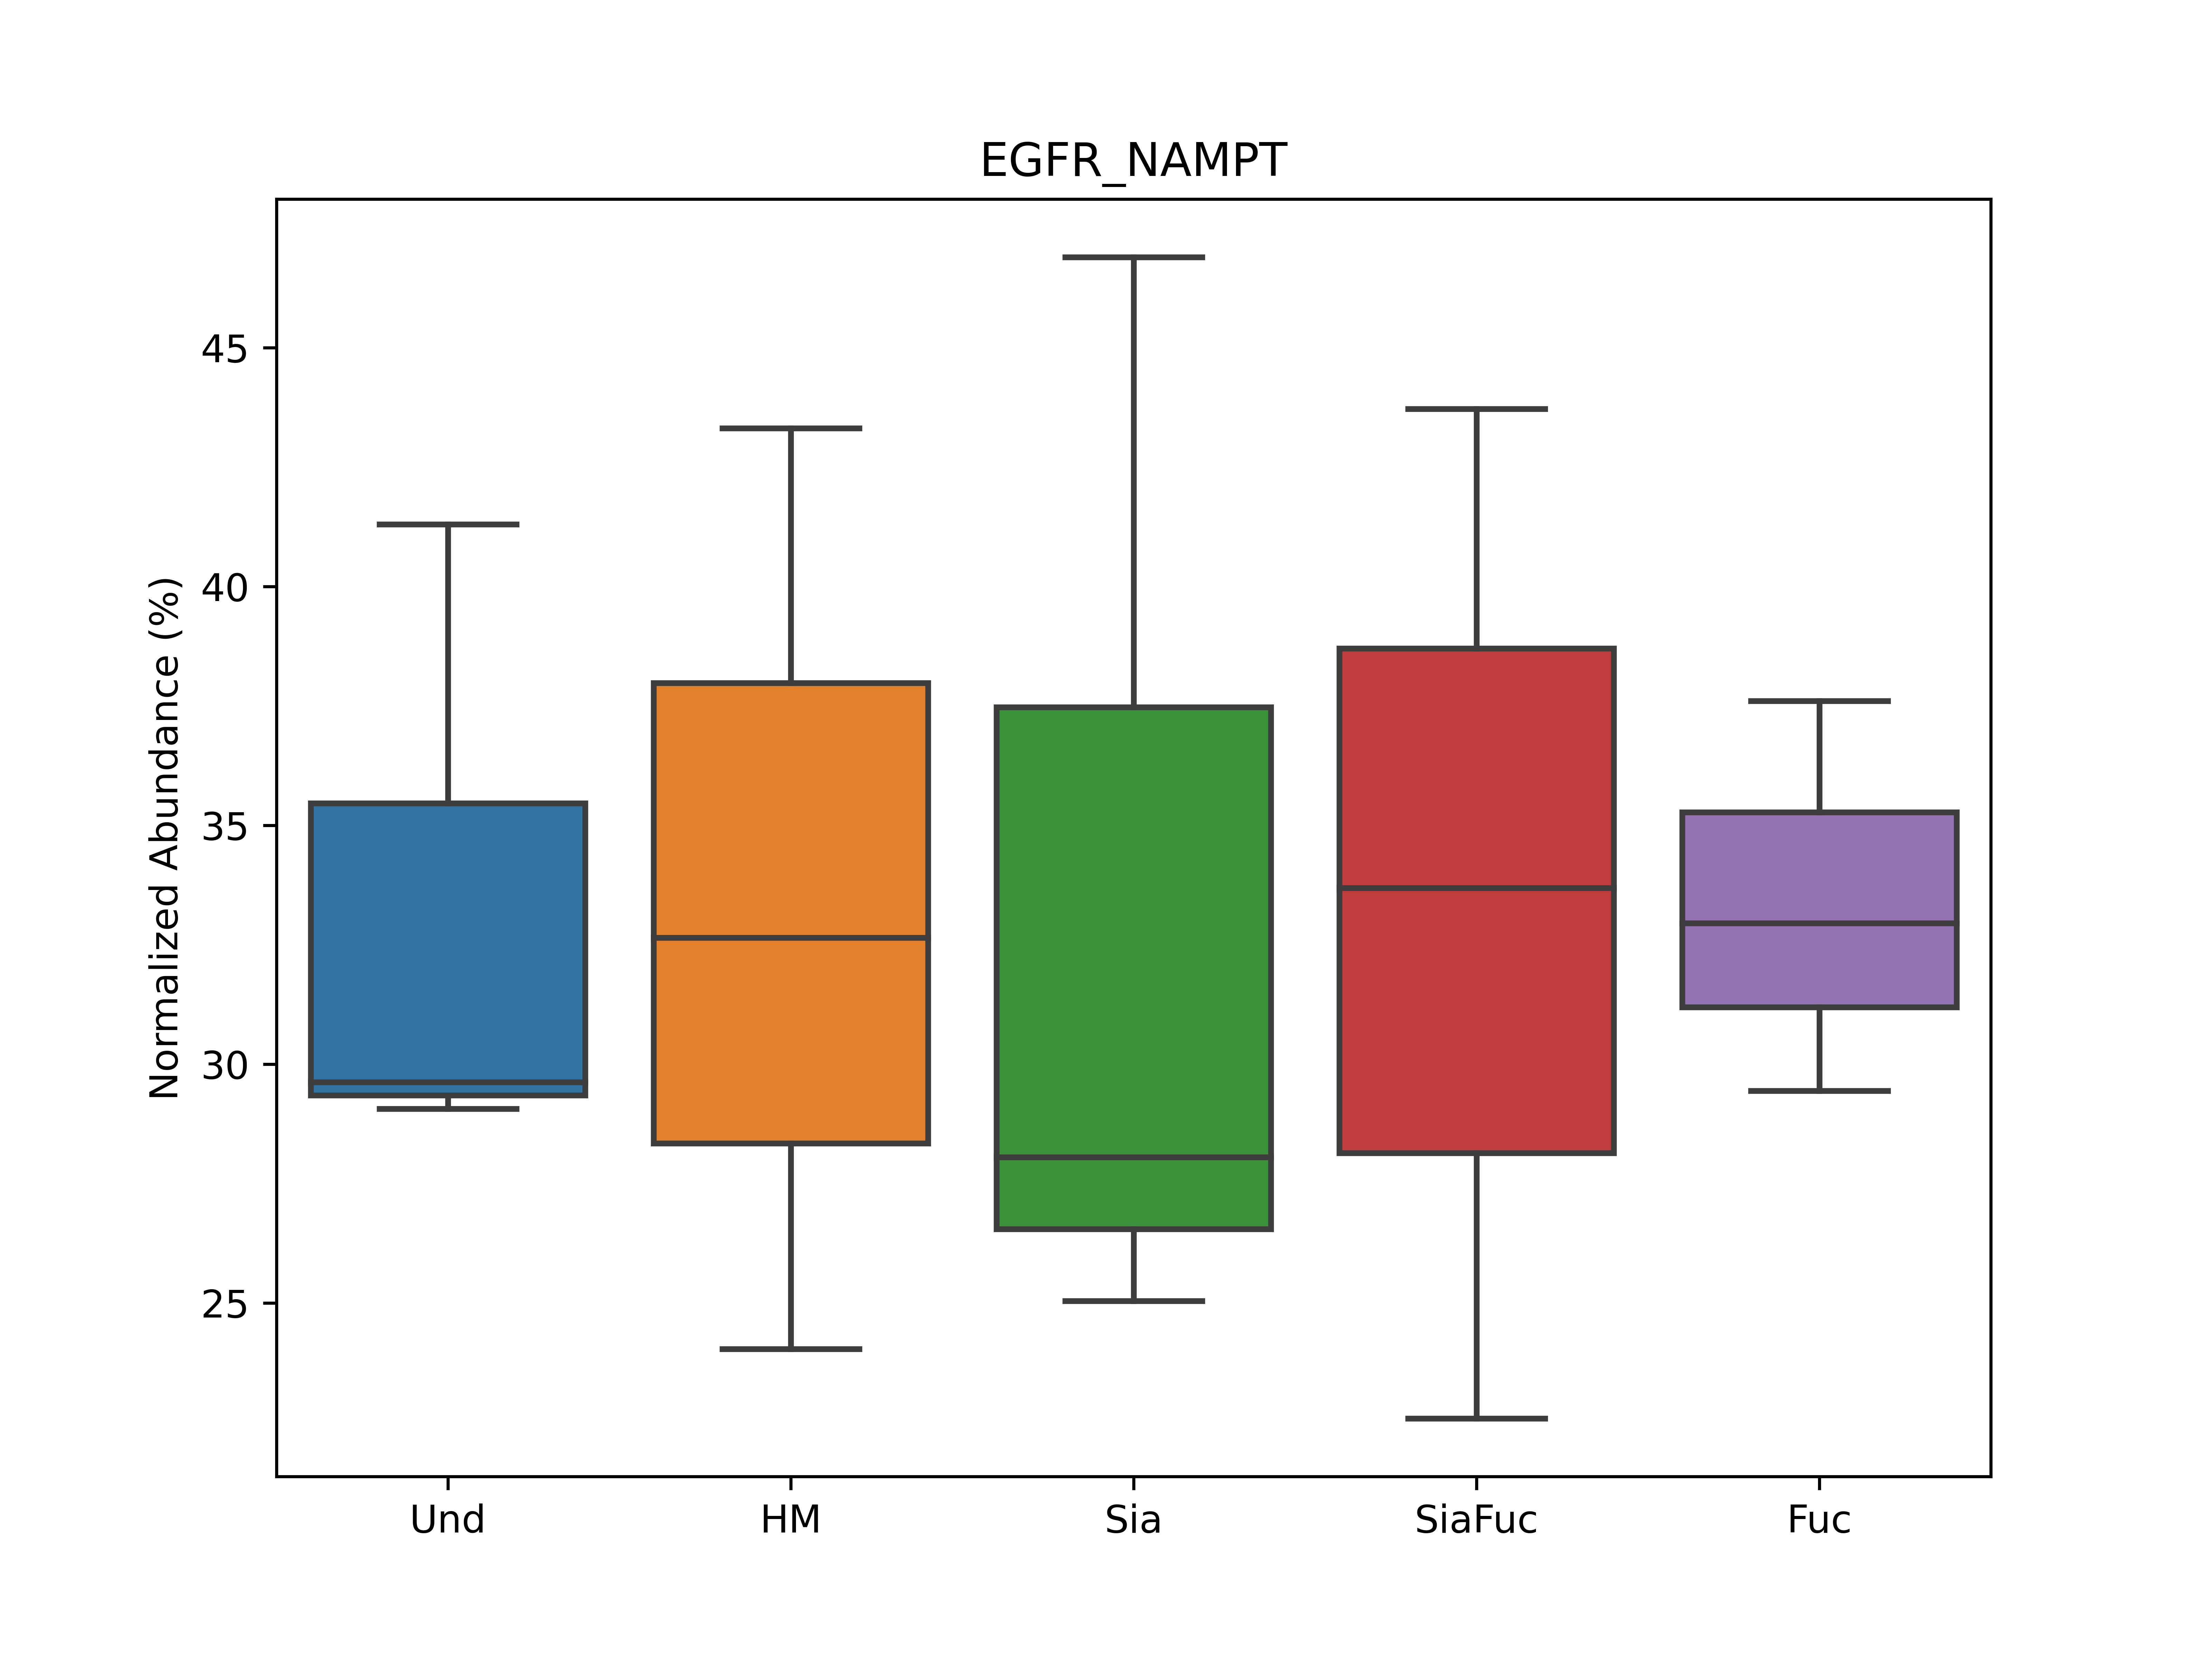 EGFR_NAMPT
Normalized Abundance (%)
45
40
35
30
25
Und
HM
Sia
SiaFuc
Fuc